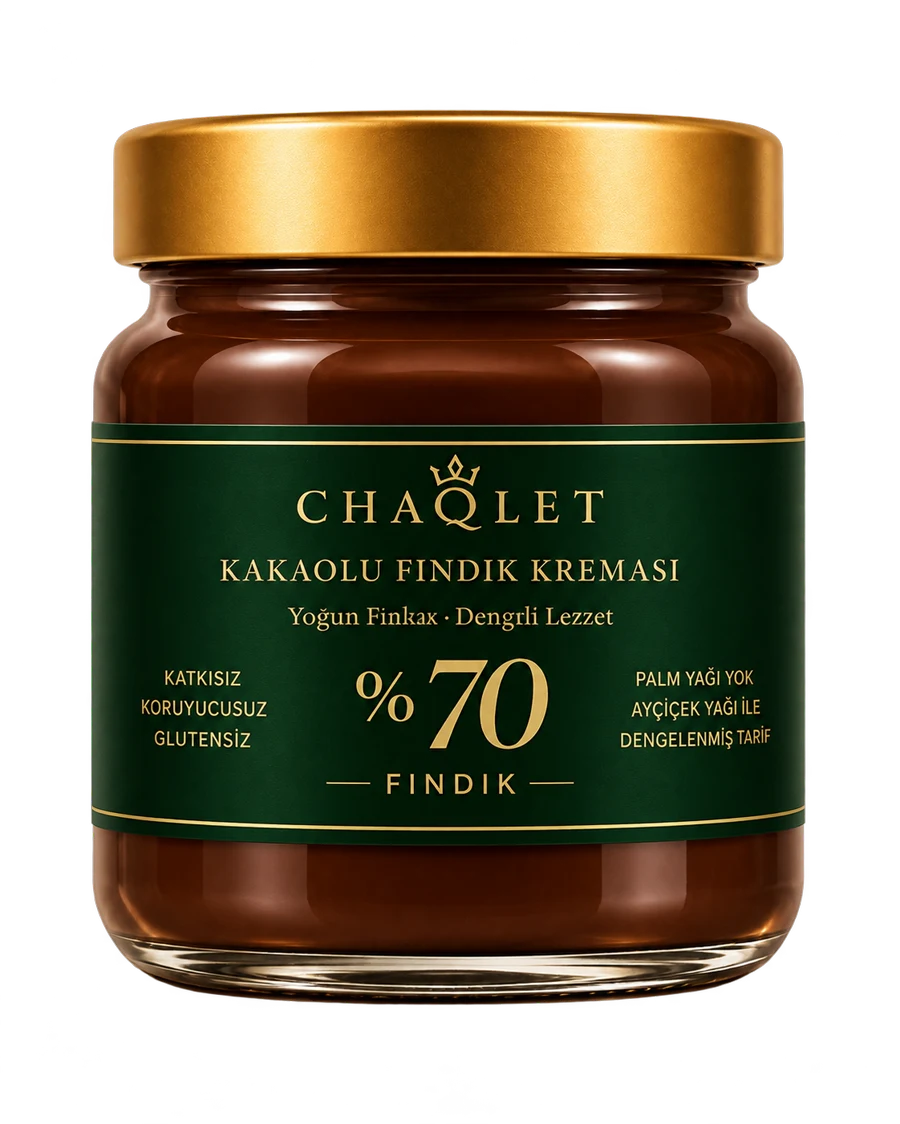 CHAQLET
KAKAOLU FINDIK KREMASI
Yoğun Finkax · Dengrli Lezzet
KATKISIZ
KORUYUCUSUZ
GLUTENSİZ
%70
FINDIK
PALM YAĞI YOK
AYÇİÇEK YAĞI İLE
DENGELENMİŞ TARİF